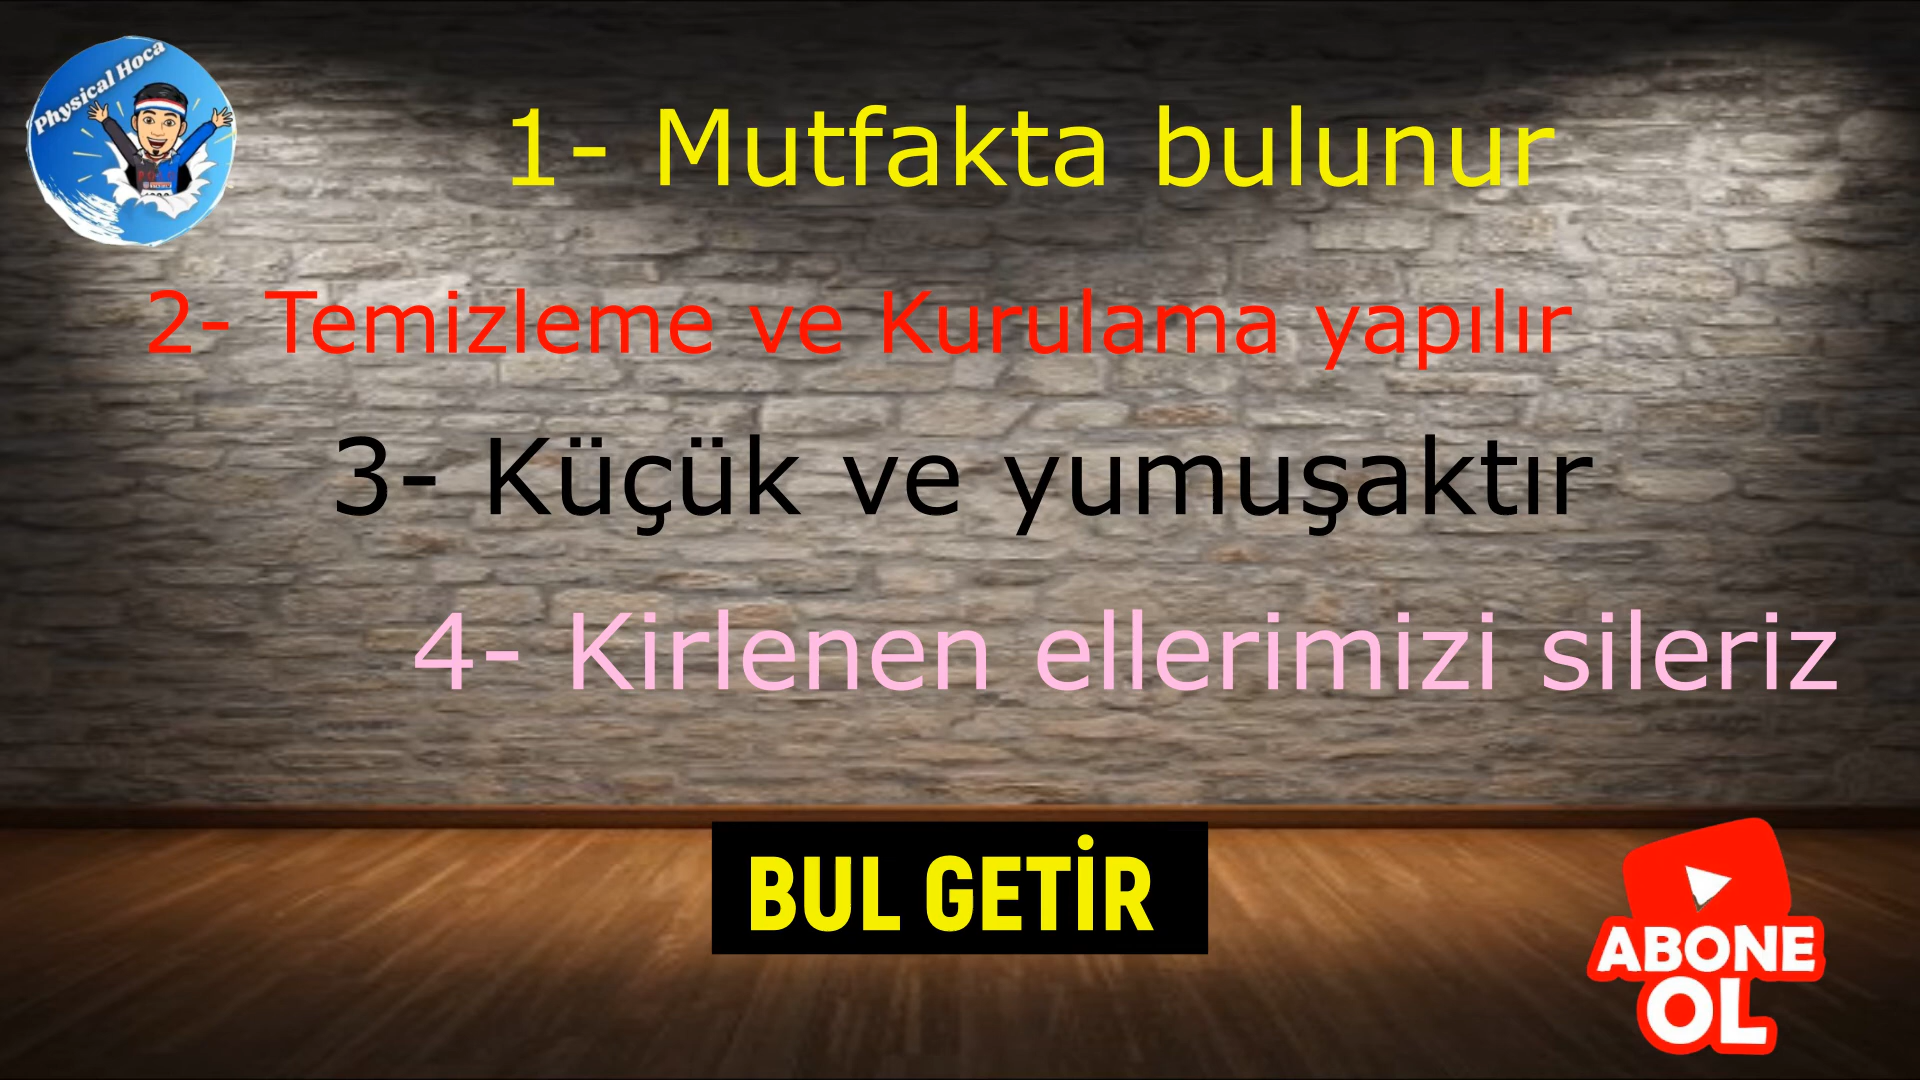 Physical Hoca
1- Mutfakta bulunur
2- Temizleme ve Kurulama yapılır
3- Küçük ve yumuşaktır
4- Kirlenen ellerimizi sileriz
BUL GETİR
ABONE
OL